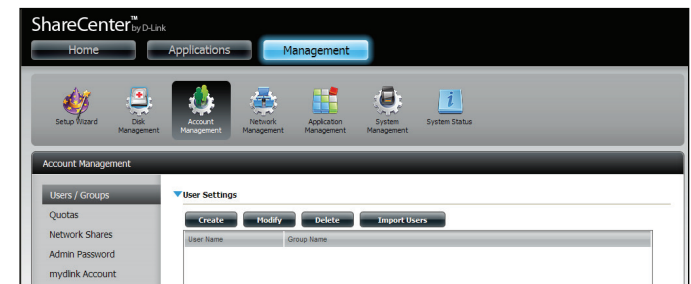 ShareCenter™ by D-Link
Home Applications Management
Setup Wizard Disk Management Account Management Network Management Application Management System Management System Status
Account Management
Users / Groups
Quotas
Network Shares
Admin Password
mydlink Account
User Settings
Create Modify Delete Import Users
User Name Group Name